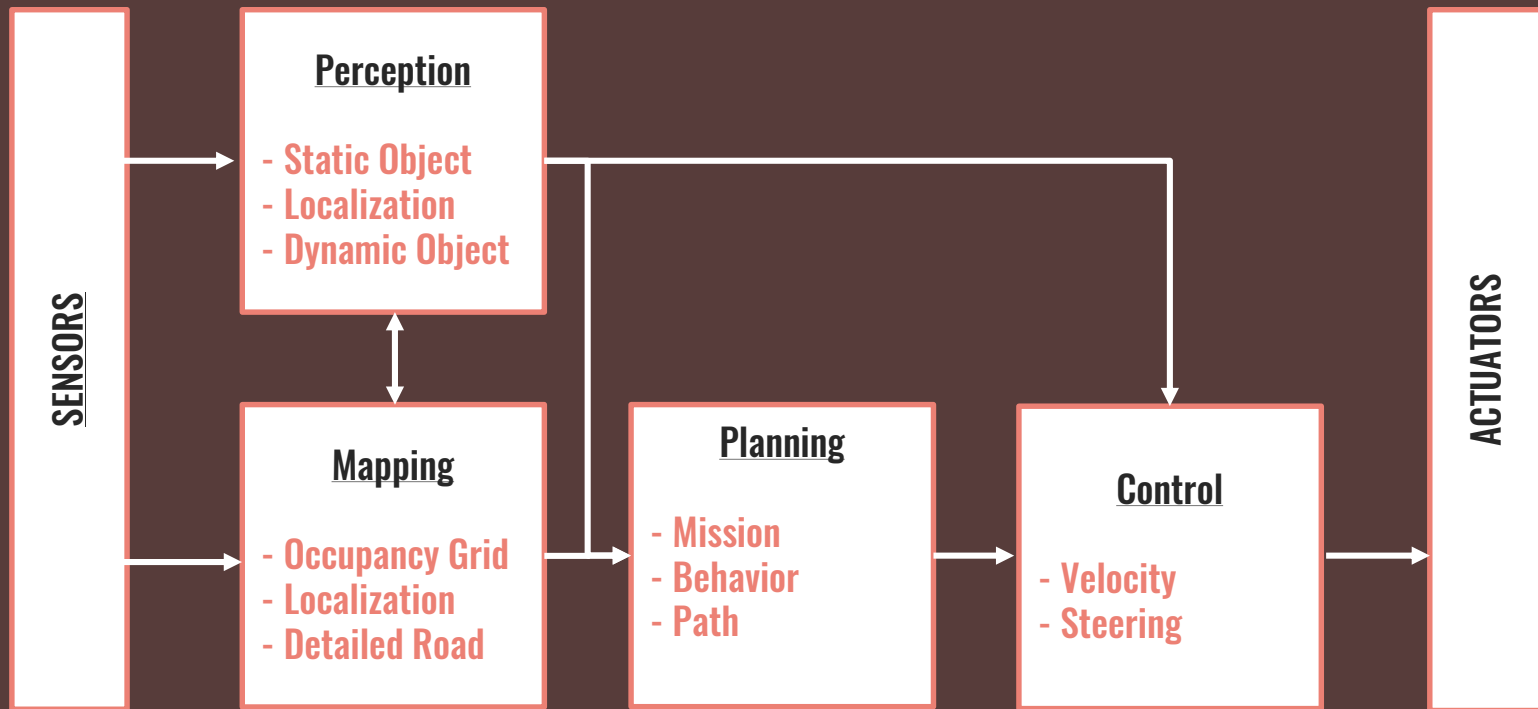 SENSORS
Perception
- Static Object
- Localization
- Dynamic Object
Mapping
- Occupancy Grid
- Localization
- Detailed Road
Planning
- Mission
- Behavior
- Path
Control
- Velocity
- Steering
ACTUATORS